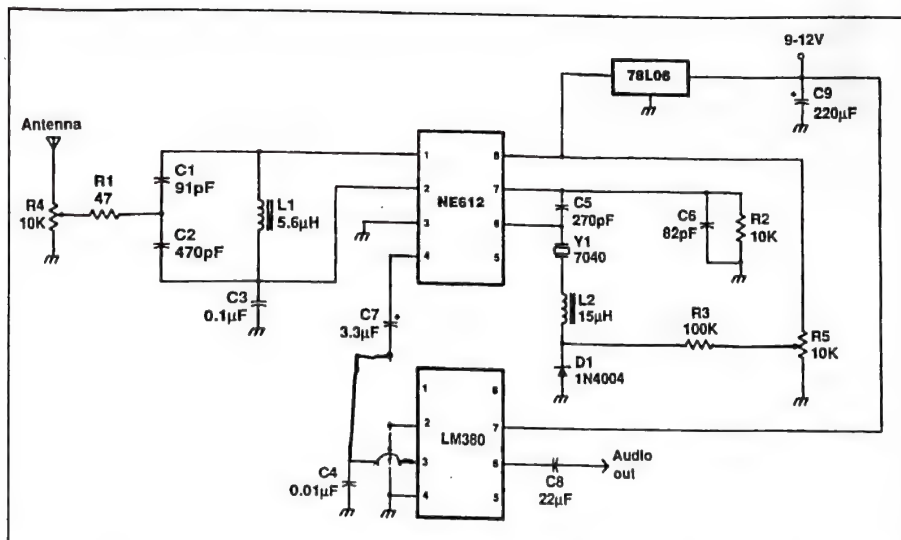 9-12V
78L06
C9
220µF
Antenna
C1
91pF
R1
47
R4
10K
L1
5.6µH
C2
470pF
C3
0.1µF
1
2
3
4
NE612
8
7
6
5
C5
270pF
C6
82pF
R2
10K
Y1
7040
L2
15µH
R3
100K
R5
10K
D1
1N4004
C7
3.3µF
1
2
3
4
LM380
8
7
6
5
C4
0.01µF
C8
22µF
Audio
out